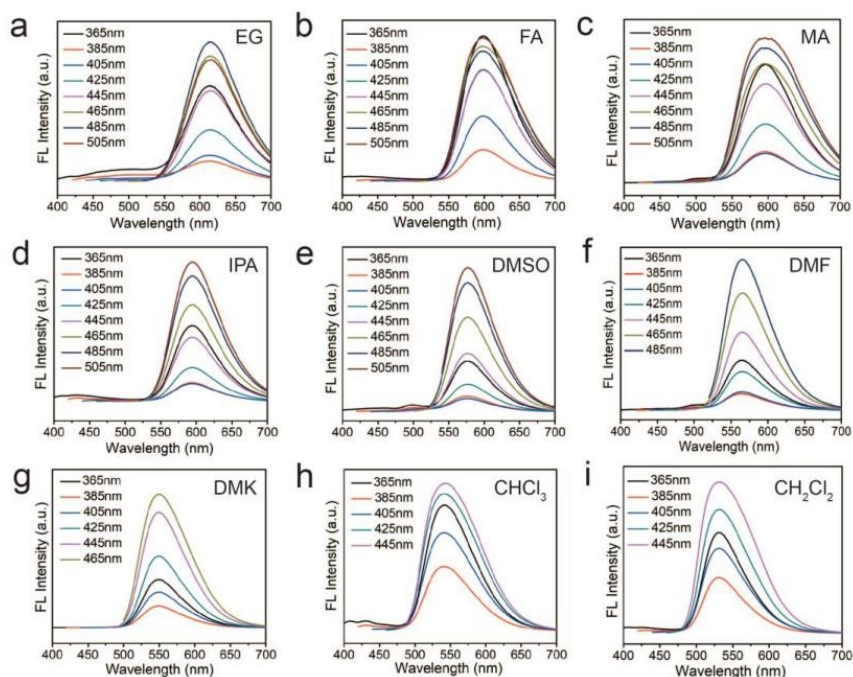 a
EG
365nm
385nm
405nm
425nm
445nm
465nm
485nm
505nm
FL Intensity (a.u.)
400 450 500 550 600 650 700
Wavelength (nm)
b
FA
365nm
385nm
405nm
425nm
445nm
465nm
485nm
505nm
FL Intensity (a.u.)
400 450 500 550 600 650 700
Wavelength (nm)
c
MA
365nm
385nm
405nm
425nm
445nm
465nm
485nm
505nm
FL Intensity (a.u.)
400 450 500 550 600 650 700
Wavelength (nm)
d
IPA
365nm
385nm
405nm
425nm
445nm
465nm
485nm
505nm
FL Intensity (a.u.)
400 450 500 550 600 650 700
Wavelength (nm)
e
DMSO
365nm
385nm
405nm
425nm
445nm
465nm
485nm
505nm
FL Intensity (a.u.)
400 450 500 550 600 650 700
Wavelength (nm)
f
DMF
365nm
385nm
405nm
425nm
445nm
465nm
485nm
FL Intensity (a.u.)
400 450 500 550 600 650 700
Wavelength (nm)
g
DMK
365nm
385nm
405nm
425nm
445nm
465nm
FL Intensity (a.u.)
400 450 500 550 600 650 700
Wavelength (nm)
h
CHCl₃
365nm
385nm
405nm
425nm
445nm
FL Intensity (a.u.)
400 450 500 550 600 650 700
Wavelength (nm)
i
CH₂Cl₂
365nm
385nm
405nm
425nm
445nm
FL Intensity (a.u.)
400 450 500 550 600 650 700
Wavelength (nm)